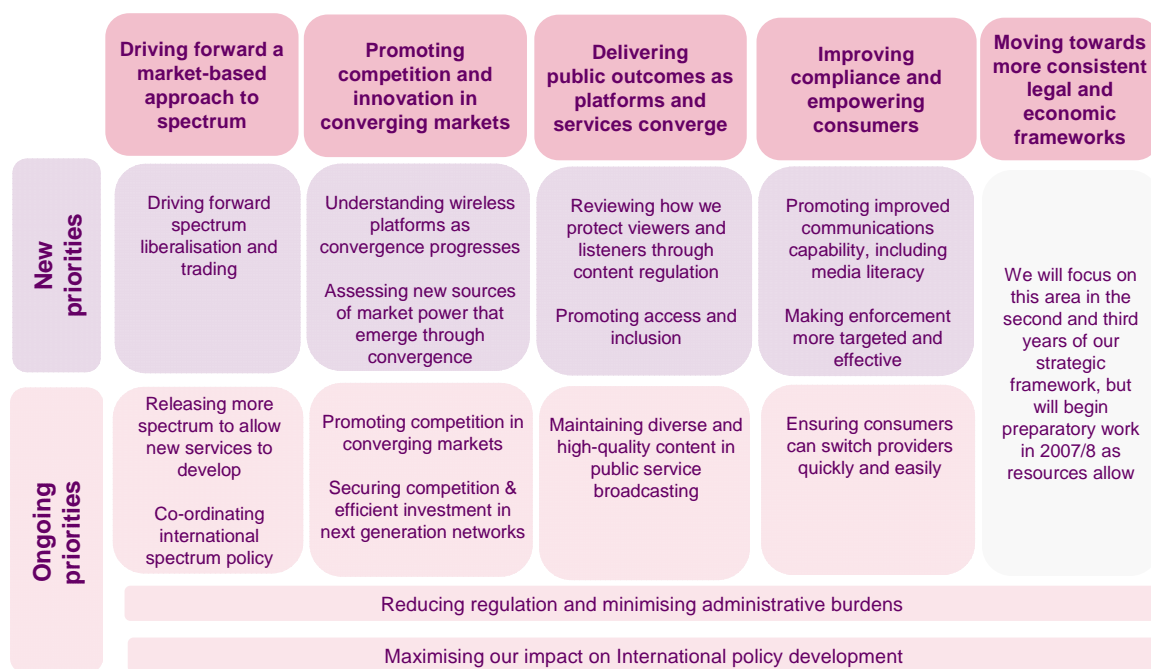 Driving forward a
market-based
approach to
spectrum
Promoting
competition and
innovation in
converging markets
Delivering
public outcomes as
platforms and
services converge
Improving
compliance and
empowering
consumers
Moving towards
more consistent
legal and
economic
frameworks
New
priorities
Driving forward
spectrum
liberalisation and
trading
Understanding wireless
platforms as
convergence progresses
Assessing new sources
of market power that
emerge through
convergence
Reviewing how we
protect viewers and
listeners through
content regulation
Promoting access and
inclusion
Promoting improved
communications
capability, including
media literacy
Making enforcement
more targeted and
effective
We will focus on
this area in the
second and third
years of our
strategic
framework, but
will begin
preparatory work
in 2007/8 as
resources allow
Ongoing
priorities
Releasing more
spectrum to allow
new services to
develop
Co-ordinating
international
spectrum policy
Promoting competition in
converging markets
Securing competition &
efficient investment in
next generation networks
Maintaining diverse and
high-quality content in
public service
broadcasting
Ensuring consumers
can switch providers
quickly and easily
Reducing regulation and minimising administrative burdens
Maximising our impact on International policy development